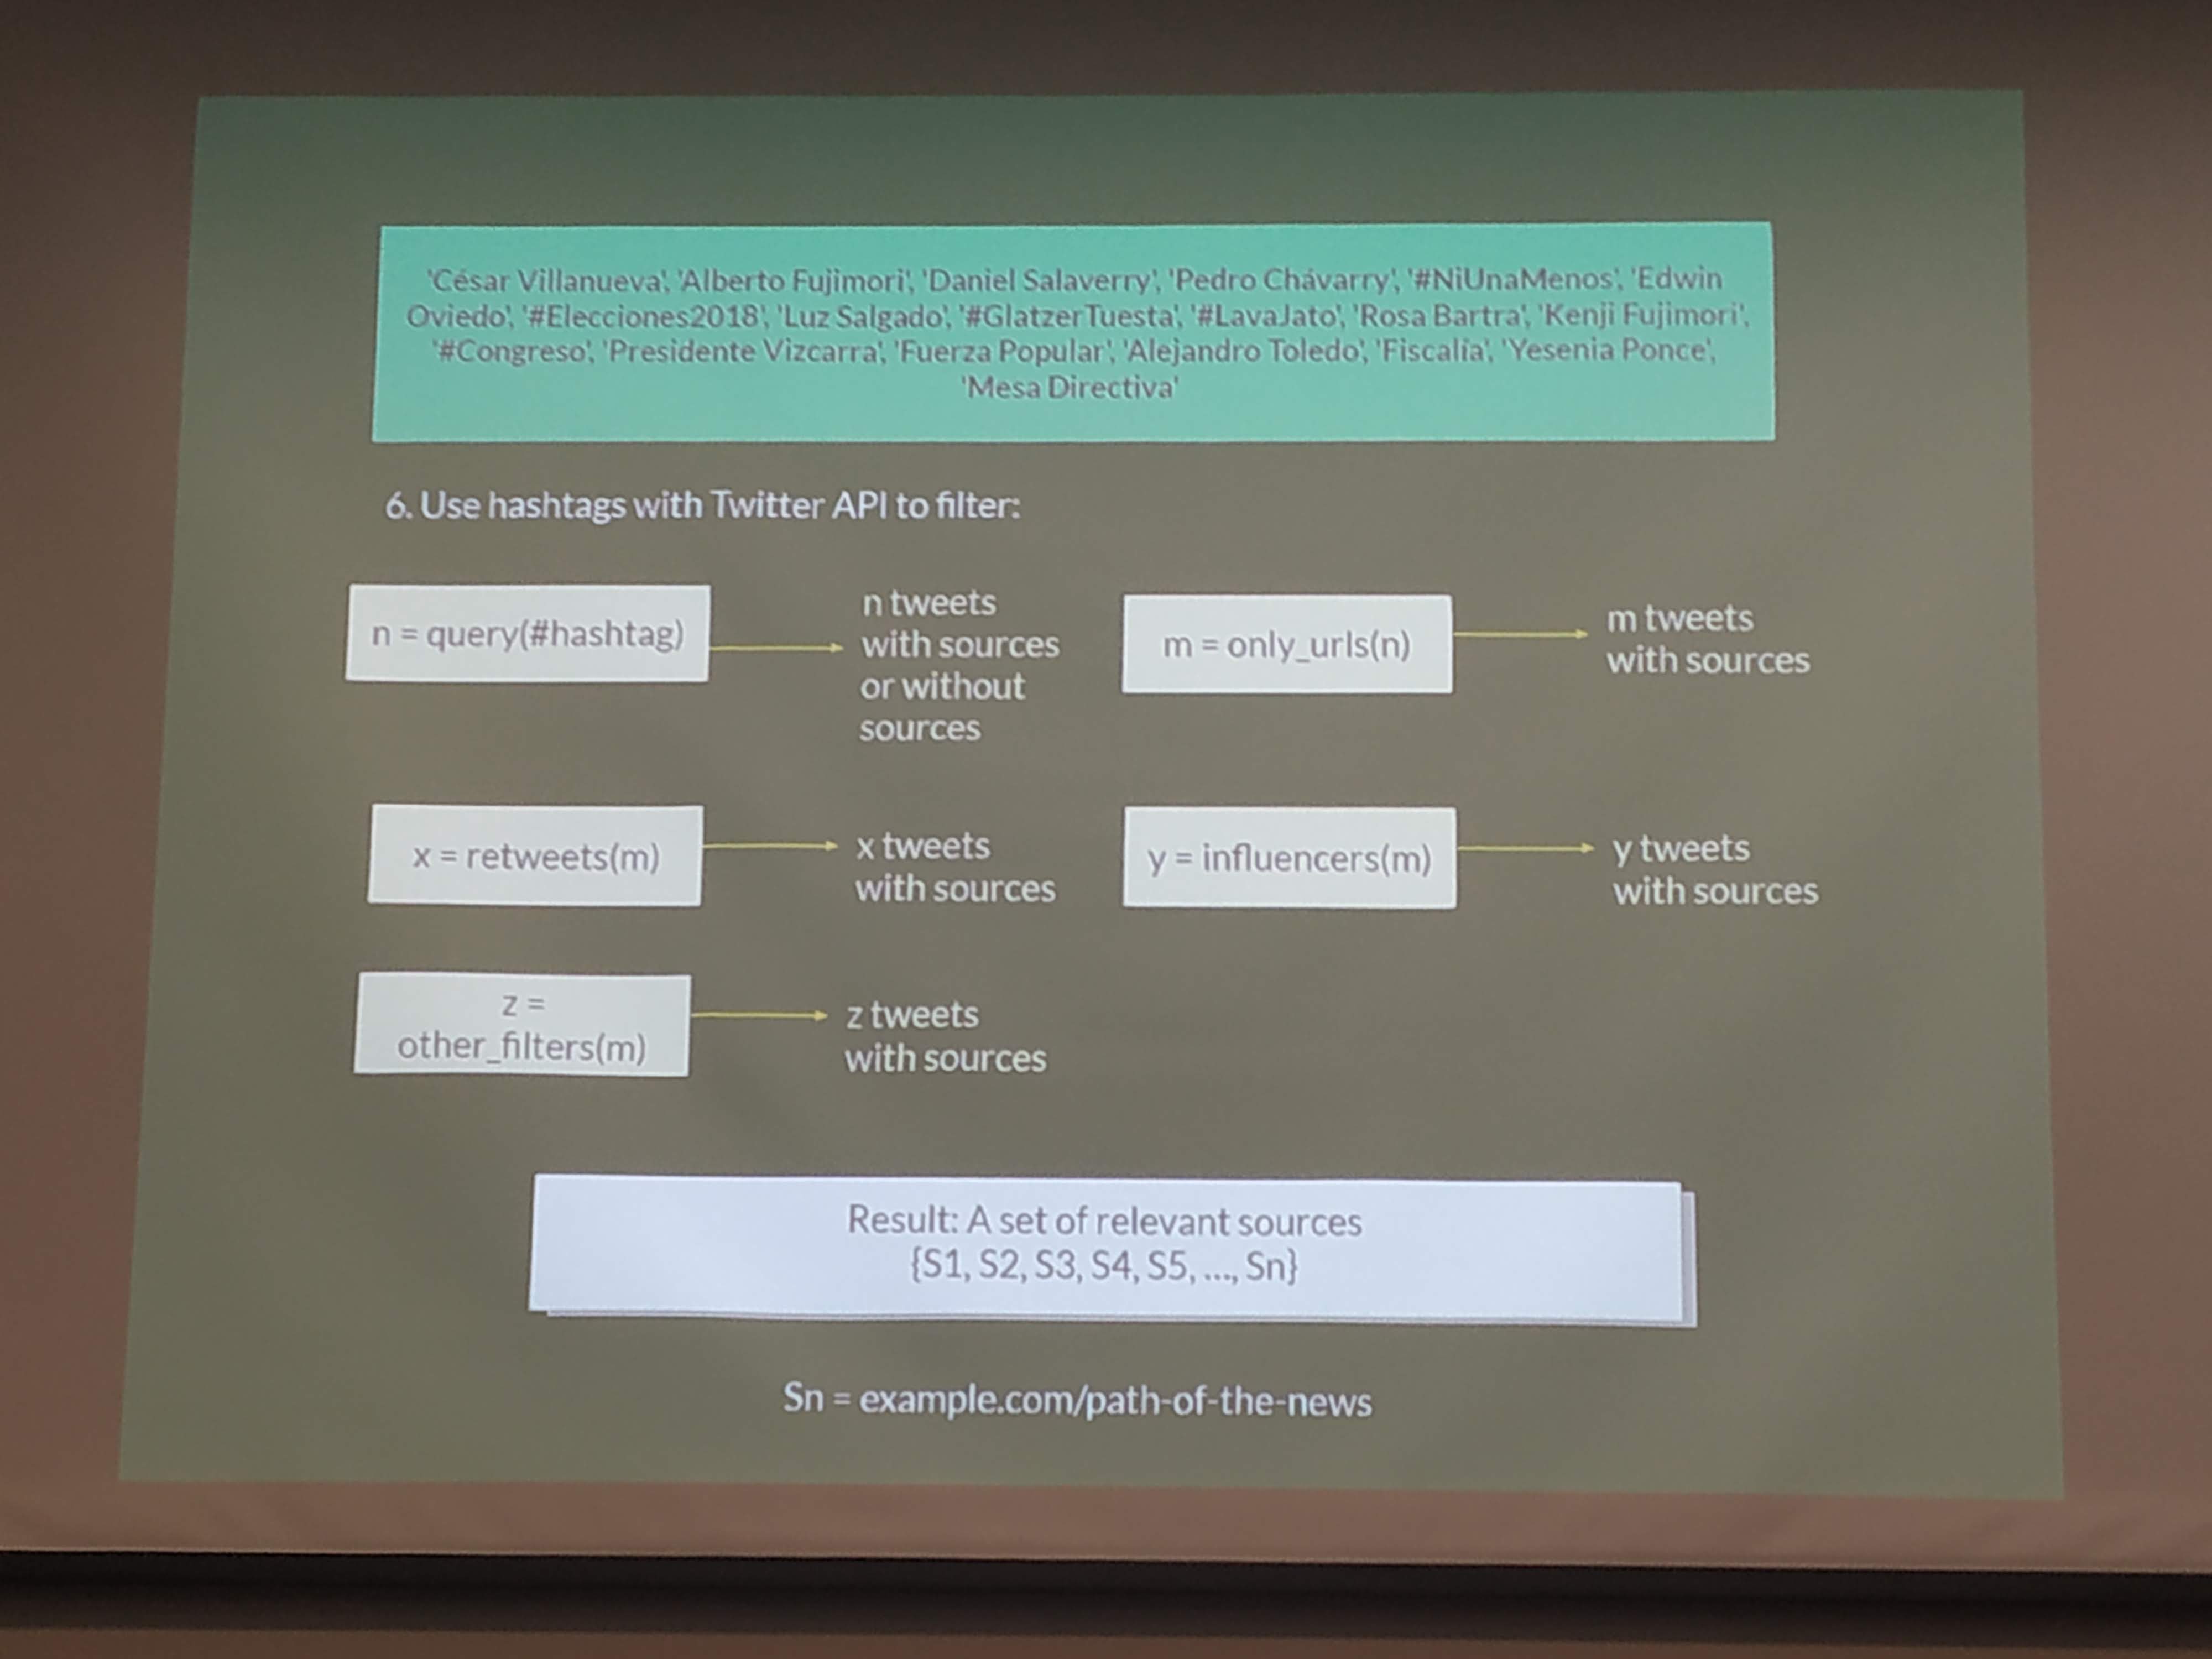 'César Villanueva', 'Alberto Fujimori', 'Daniel Salaverry', 'Pedro Chávarry', '#NiUnaMenos', 'Edwin
Oviedo', '#Elecciones2018', 'Luz Salgado', '#GlatzerTuesta', '#LavaJato', 'Rosa Bartra', 'Kenji Fujimori',
'#Congreso', 'Presidente Vizcarra', 'Fuerza Popular', 'Alejandro Toledo', 'Fiscalía', 'Yesenia Ponce',
'Mesa Directiva'
6. Use hashtags with Twitter API to filter:
n = query(#hashtag)
n tweets
with sources
or without
sources
m = only_urls(n)
m tweets
with sources
x = retweets(m)
x tweets
with sources
y = influencers(m)
y tweets
with sources
z =
other_filters(m)
z tweets
with sources
Result: A set of relevant sources
{S1, S2, S3, S4, S5, ..., Sn}
Sn = example.com/path-of-the-news